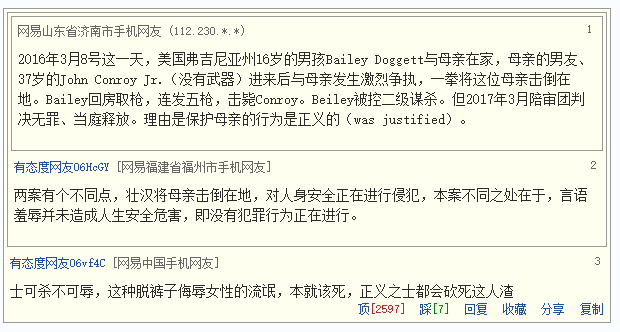 网易山东省济南市手机网友 (112.230.*.*) 1
2016年3月8号这一天，美国弗吉尼亚州16岁的男孩Bailey Doggett与母亲在家，母亲的男友、
37岁的John Conroy Jr.（没有武器）进来后与母亲发生激烈争执，一拳将这位母亲击倒在
地。Bailey回房取枪，连发五枪，击毙Conroy。Beiley被控二级谋杀。但2017年3月陪审团判
决无罪、当庭释放。理由是保护母亲的行为是正义的（was justified）。
有态度网友06HcGY [网易福建省福州市手机网友] 2
两案有个不同点，壮汉将母亲击倒在地，对人身安全正在进行侵犯，本案不同之处在于，言语
羞辱并未造成人生安全危害，即没有犯罪行为正在进行。
有态度网友06vf4C [网易中国手机网友] 3
士可杀不可辱，这种脱裤子侮辱女性的流氓，本就该死，正义之士都会砍死这人渣
顶[2597] 踩[7] 回复 收藏 分享 复制